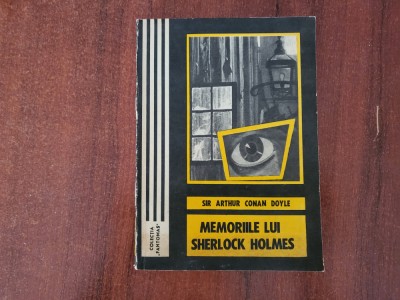 SIR ARTHUR CONAN DOYLE
MEMORIILE LUI
SHERLOCK HOLMES
COLECȚIA
„FANTOMAS”